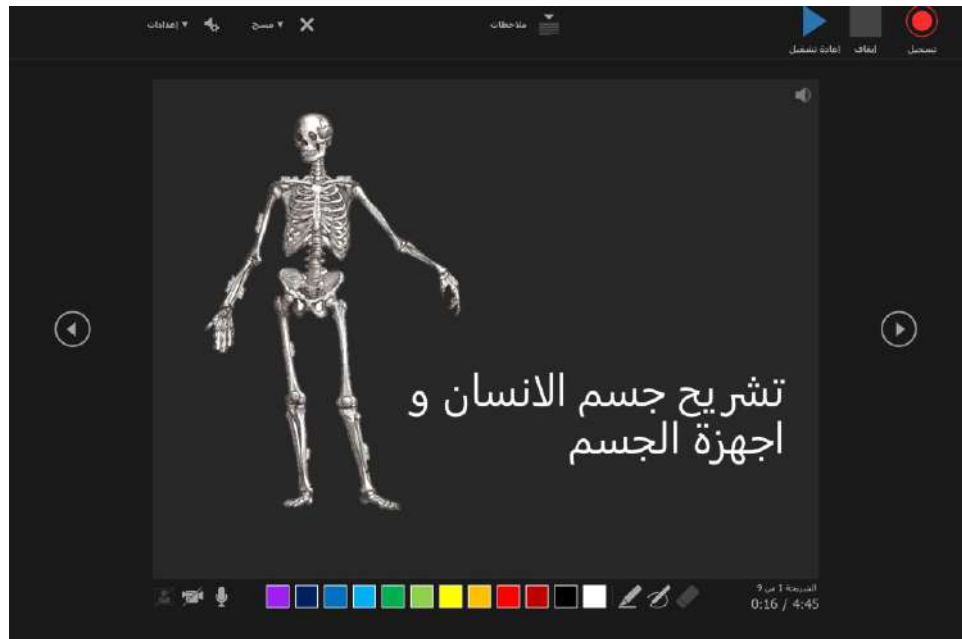 تسجيل
ايقاف
إعادة تشغيل
ملاحظات
مسح
إعدادات
تشريح جسم الانسان و
اجهزة الجسم
الشريحة 1 من 9
0:16 / 4:45